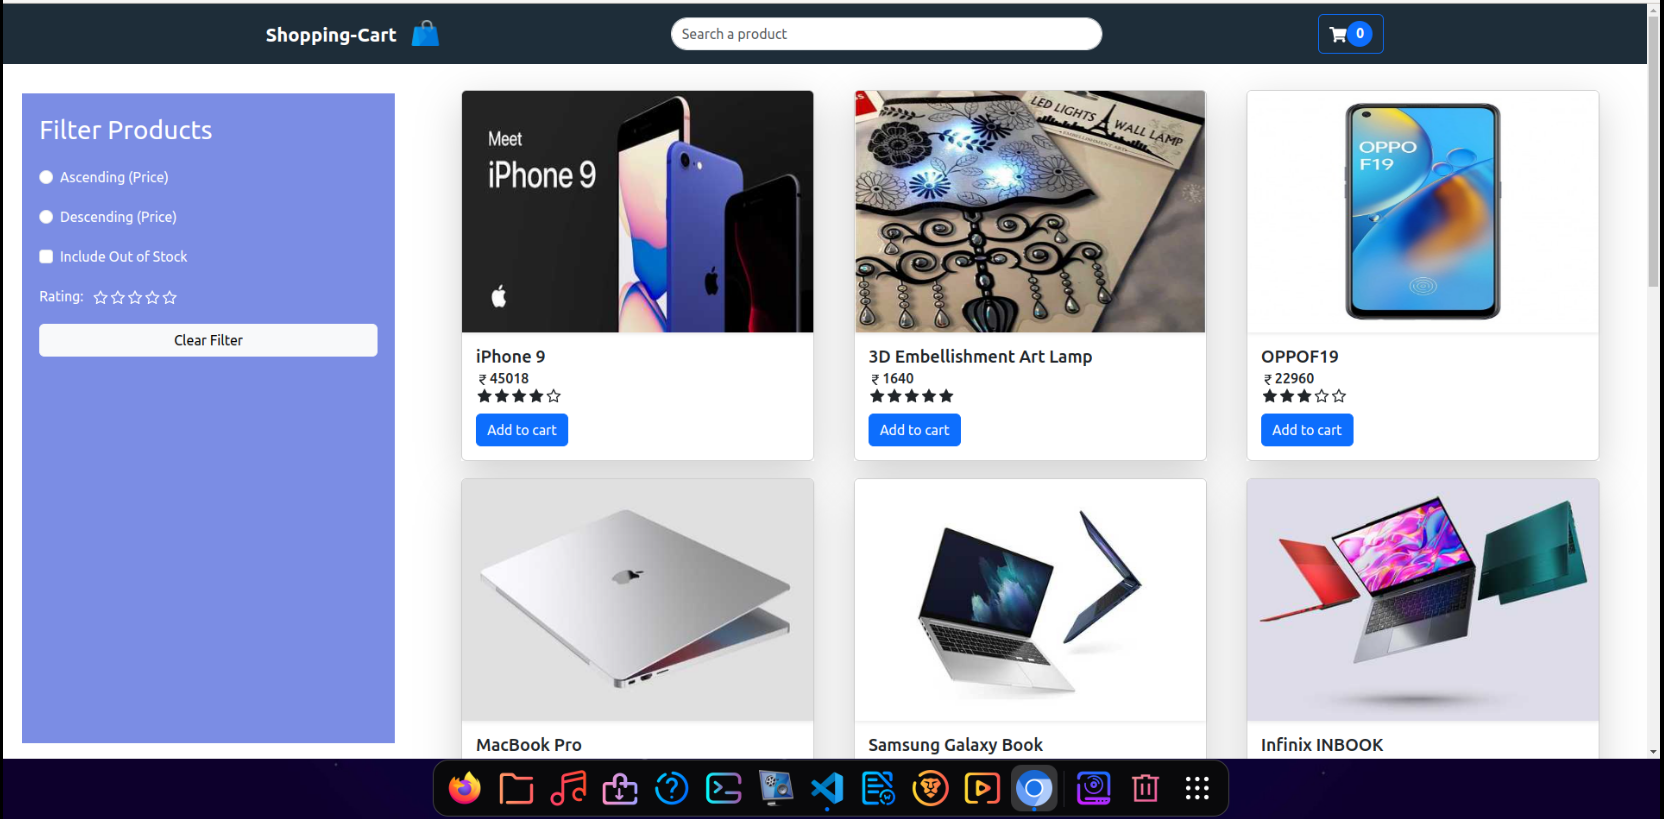 Shopping-Cart
Search a product
0
Filter Products
Ascending (Price)
Descending (Price)
Include Out of Stock
Rating:
Clear Filter
Meet
iPhone 9
iPhone 9
₹ 45018
Add to cart
LED LIGHTS WALL LAMP
3D Embellishment Art Lamp
₹ 1640
Add to cart
OPPO
F19
OPPOF19
₹ 22960
Add to cart
MacBook Pro
Samsung Galaxy Book
Infinix INBOOK